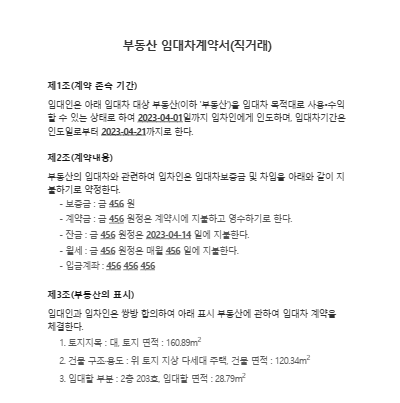 부동산 임대차계약서(직거래)
제1조(계약 존속 기간)
임대인은 아래 임대차 대상 부동산(이하 '부동산')을 임대차 목적대로 사용•수익
할 수 있는 상태로 하여 2023-04-01일까지 임차인에게 인도하며, 임대차기간은
인도일로부터 2023-04-21까지로 한다.
제2조(계약내용)
부동산의 임대차와 관련하여 임차인은 임대차보증금 및 차임을 아래와 같이 지
불하기로 약정한다.
- 보증금 : 금 456 원
- 계약금 : 금 456 원정은 계약시에 지불하고 영수하기로 한다.
- 잔금 : 금 456 원정은 2023-04-14 일에 지불한다.
- 월세 : 금 456 원정은 매월 456 일에 지불한다.
- 입금계좌 : 456 456 456
제3조(부동산의 표시)
임대인과 임차인은 쌍방 합의하여 아래 표시 부동산에 관하여 임대차 계약을
체결한다.
1. 토지지목 : 대, 토지 면적 : 160.89m²
2. 건물 구조·용도 : 위 토지 지상 다세대 주택, 건물 면적 : 120.34m²
3. 임대할 부분 : 2층 203호, 임대할 면적 : 28.79m²